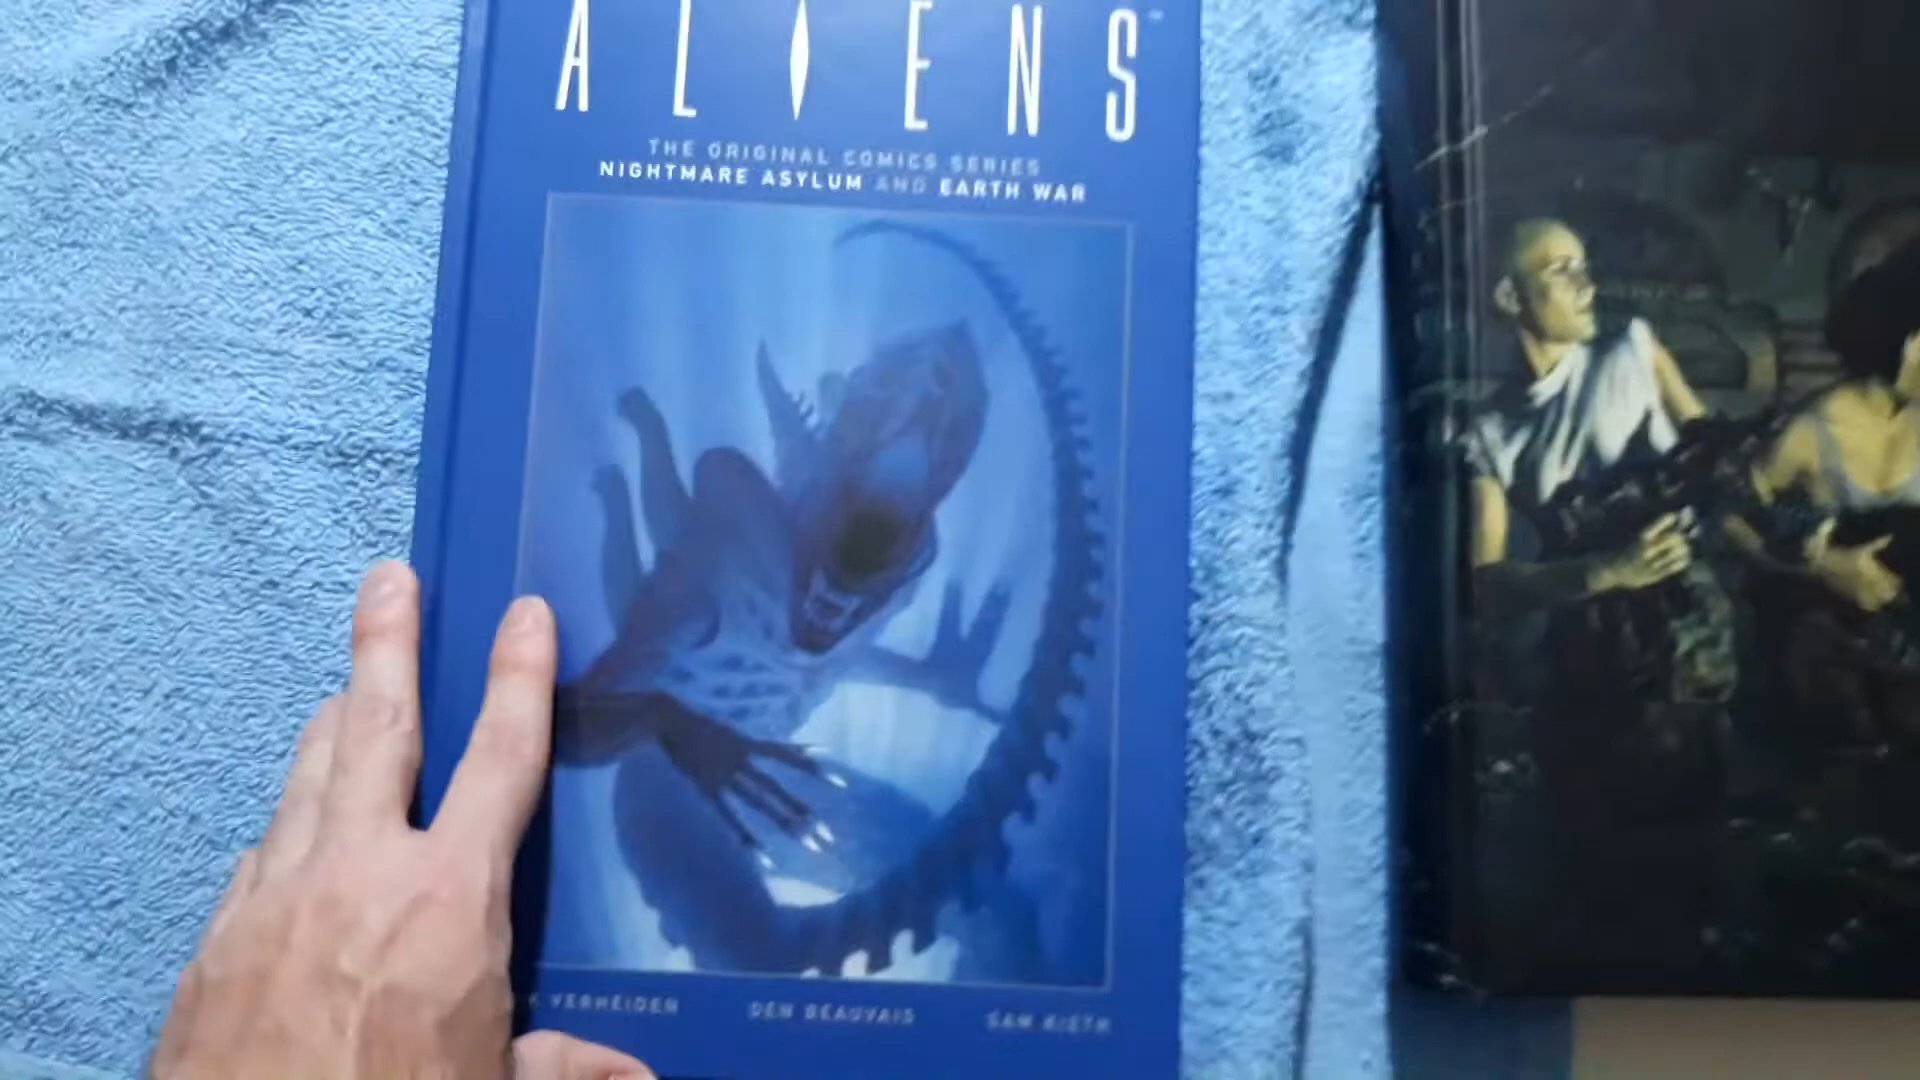 ALIENS
THE ORIGINAL COMICS SERIES
NIGHTMARE ASYLUM AND EARTH WAR
VERHEIDEN DEN BEAUVAIS SAM KIETH